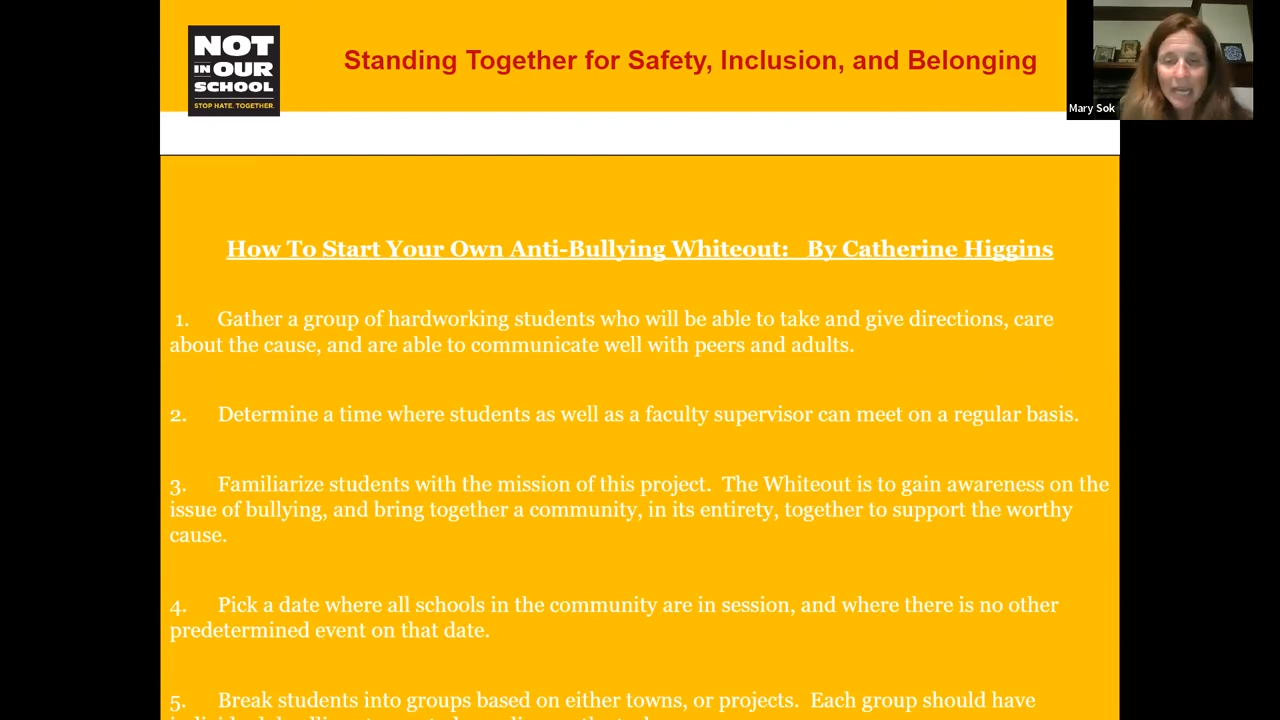 NOT
IN OUR
SCHOOL
STOP HATE. TOGETHER.
Standing Together for Safety, Inclusion, and Belonging
Mary Sok
How To Start Your Own Anti-Bullying Whiteout:   By Catherine Higgins
1. Gather a group of hardworking students who will be able to take and give directions, care
about the cause, and are able to communicate well with peers and adults.
2. Determine a time where students as well as a faculty supervisor can meet on a regular basis.
3. Familiarize students with the mission of this project.  The Whiteout is to gain awareness on the
issue of bullying, and bring together a community, in its entirety, together to support the worthy
cause.
4. Pick a date where all schools in the community are in session, and where there is no other
predetermined event on that date.
5. Break students into groups based on either towns, or projects.  Each group should have